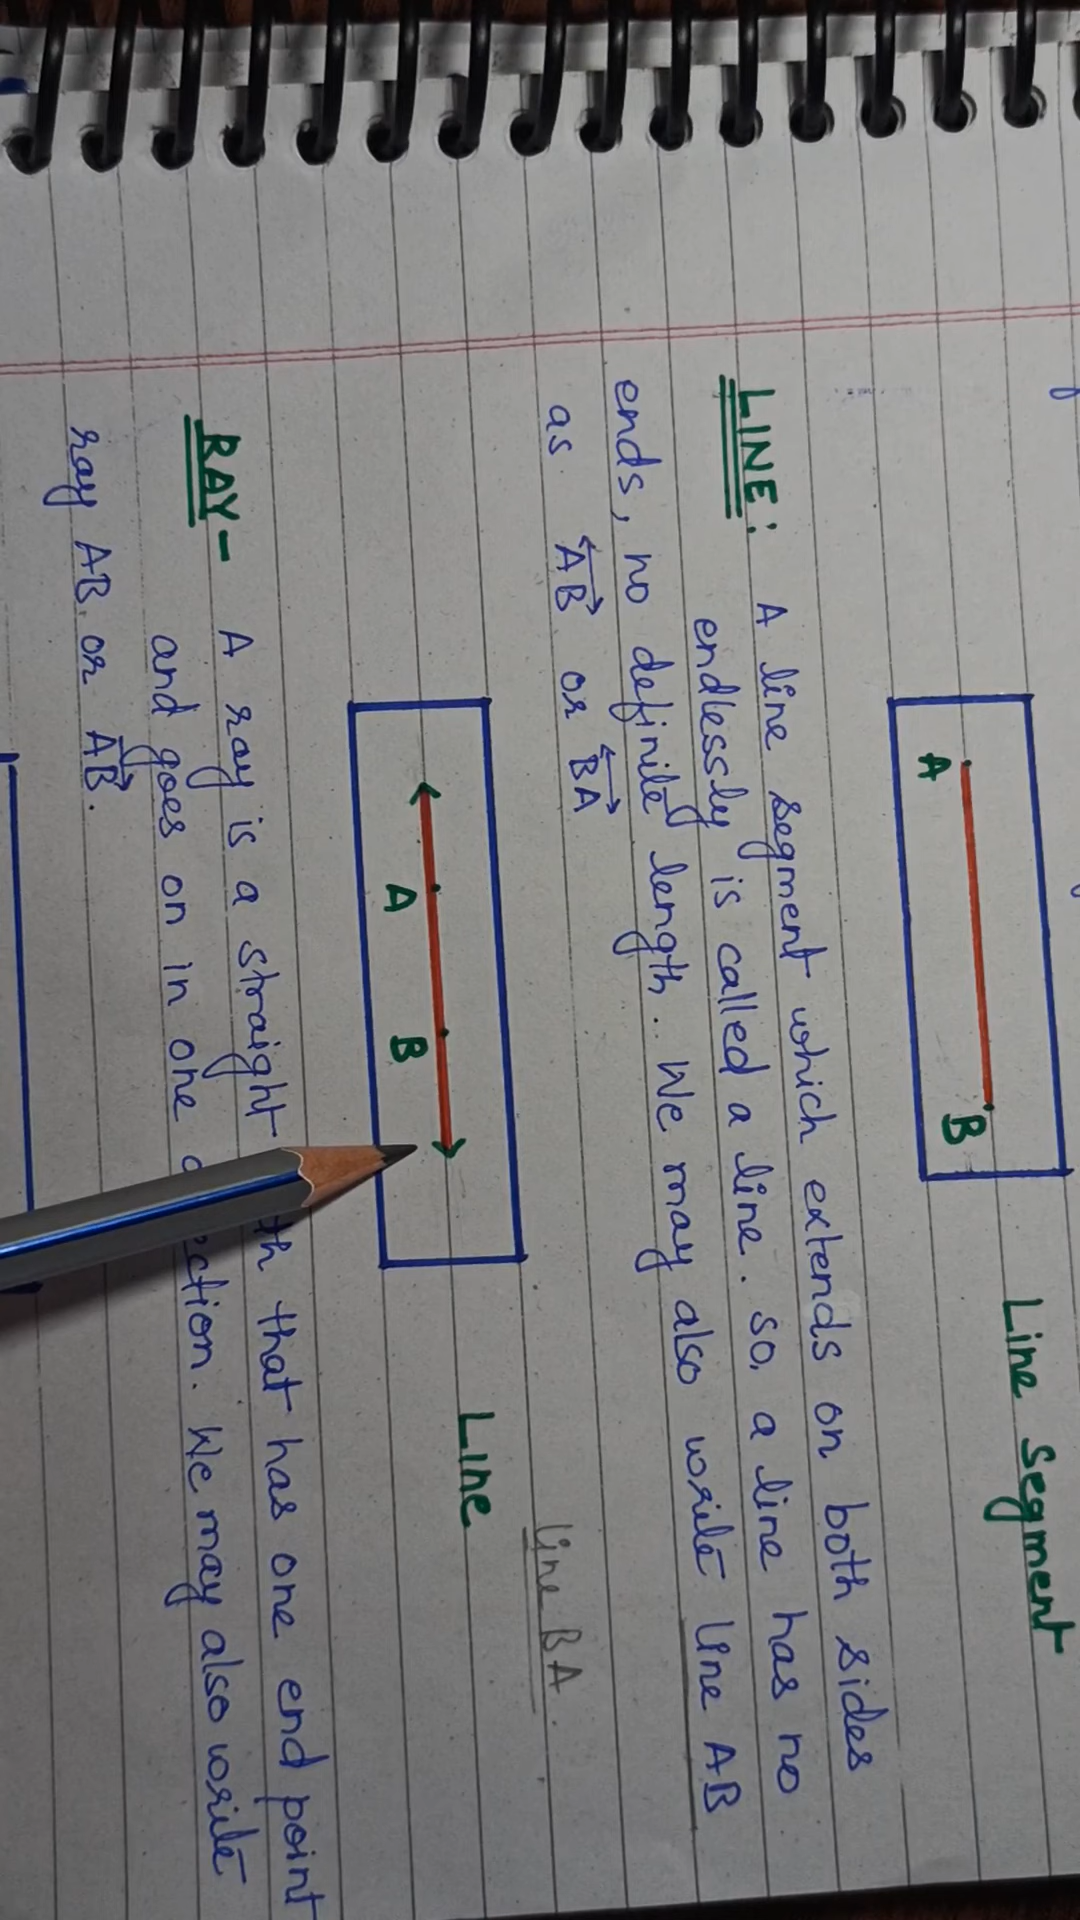 A B
Line Segment
LINE: A line segment which extends on both sides
endlessly is called a line. So, a line has no
ends, no definite length.. We may also write line AB
as AB or BA
line BA
A B
Line
RAY- A ray is a straight that has one end point
and goes on in one We may also write
ray AB or AB.